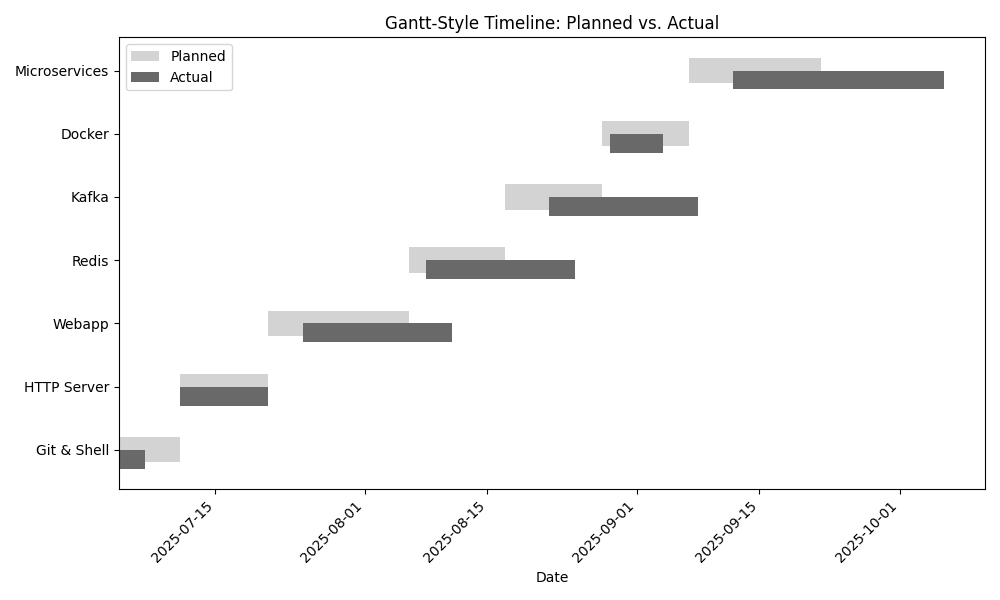 Gantt-Style Timeline: Planned vs. Actual
Planned
Actual
Microservices
Docker
Kafka
Redis
Webapp
HTTP Server
Git & Shell
2025-07-15
2025-08-01
2025-08-15
2025-09-01
2025-09-15
2025-10-01
Date